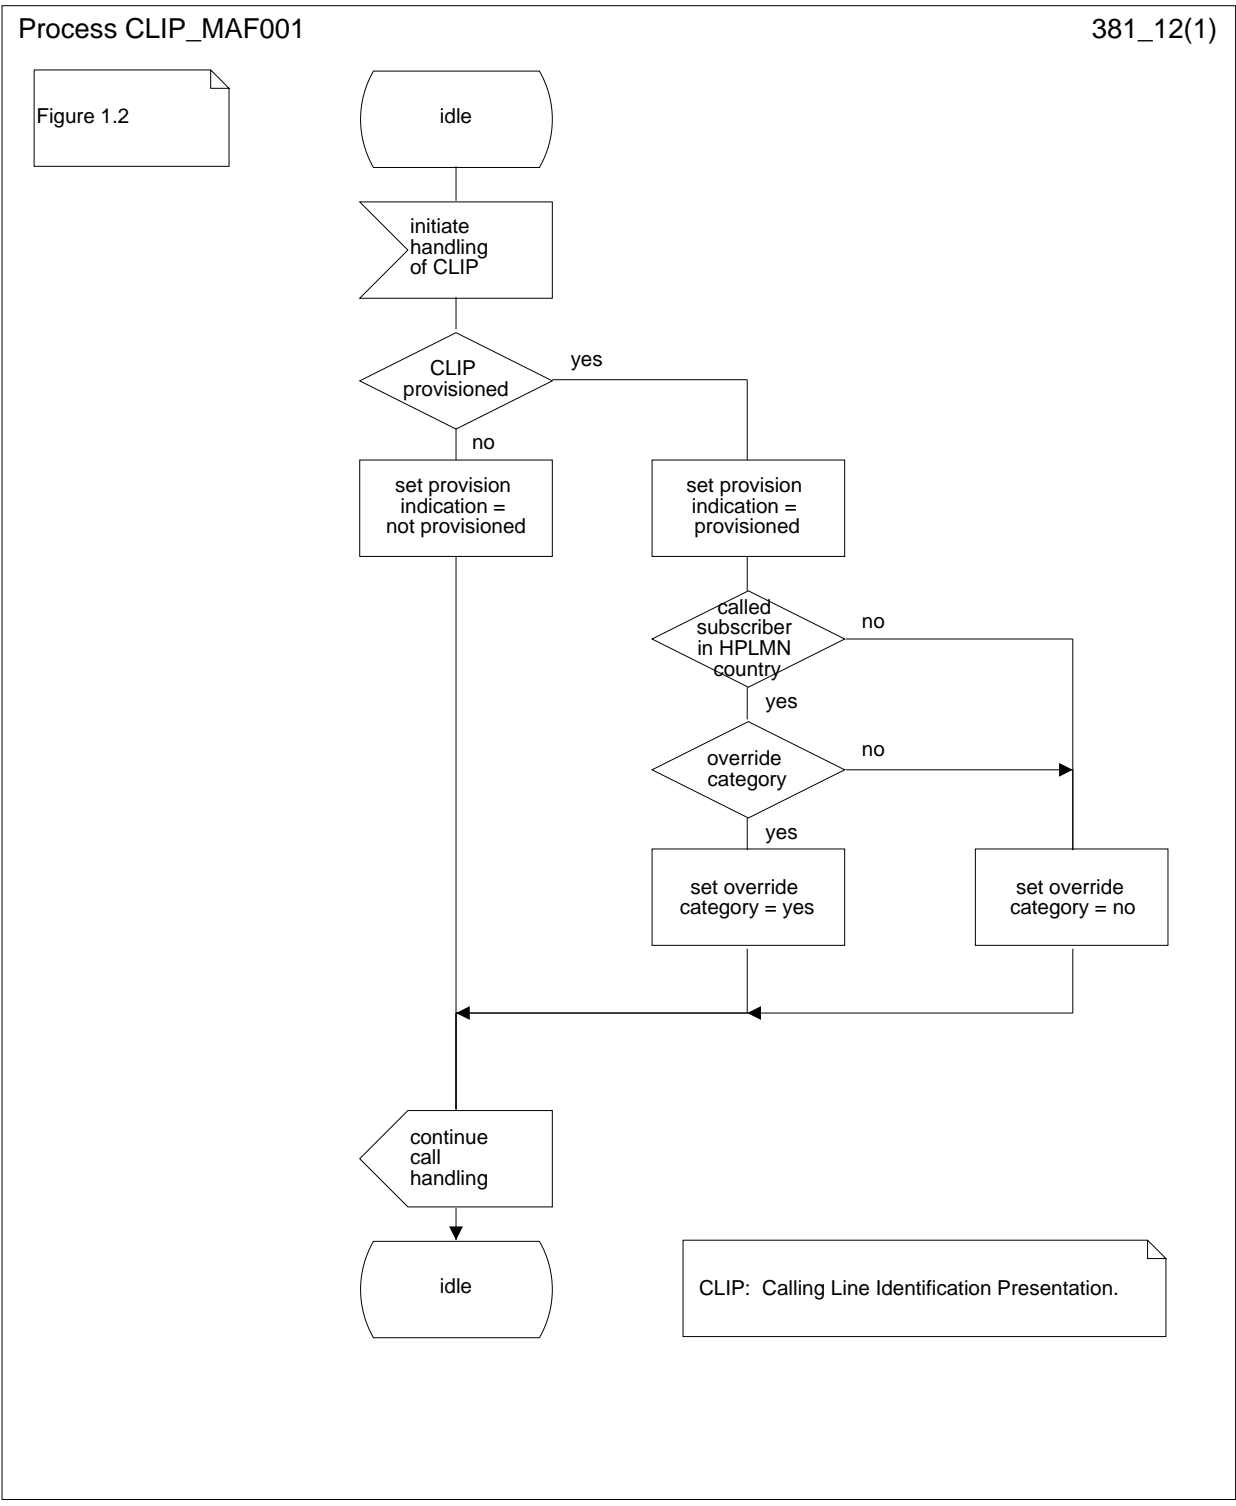 Process CLIP_MAF001
381_12(1)
Figure 1.2
idle
initiate
handling
of CLIP
CLIP
provisioned
yes
no
set provision
indication =
not provisioned
set provision
indication =
provisioned
called
subscriber
in HPLMN
country
no
yes
override
category
no
yes
set override
category = yes
set override
category = no
continue
call
handling
idle
CLIP:  Calling Line Identification Presentation.